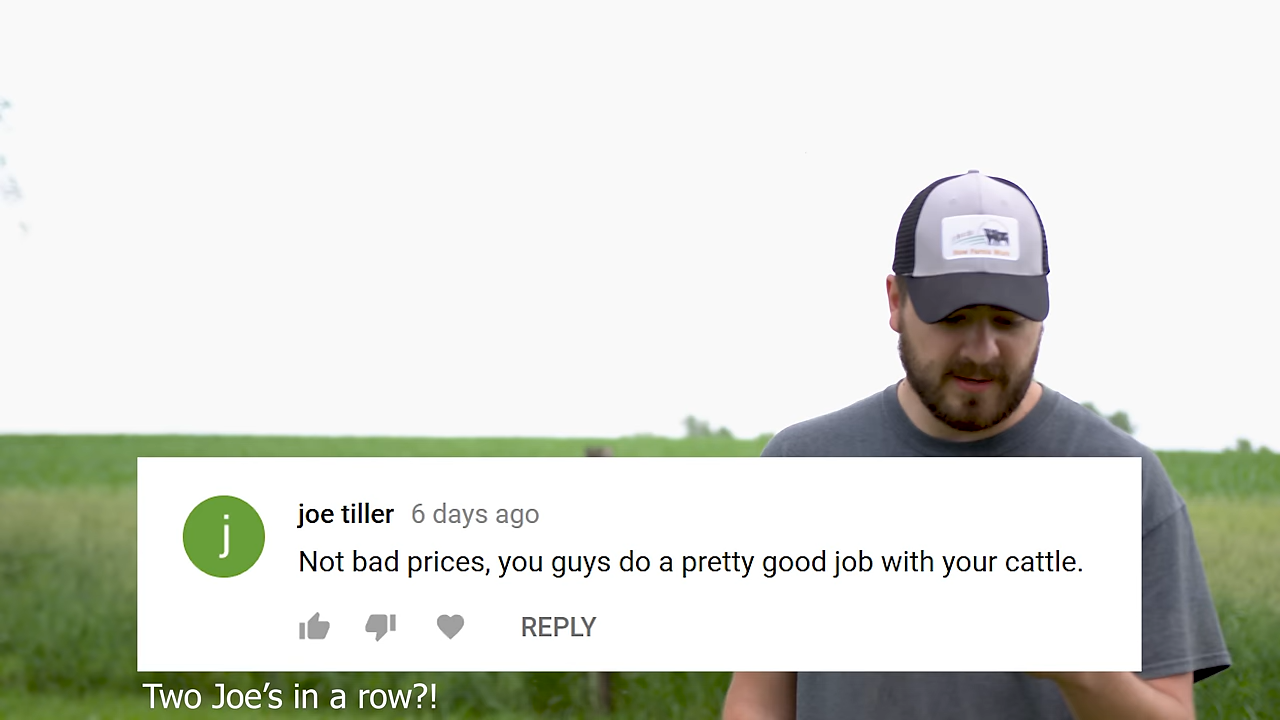 joe tiller 6 days ago
Not bad prices, you guys do a pretty good job with your cattle.
REPLY
Two Joe's in a row?!